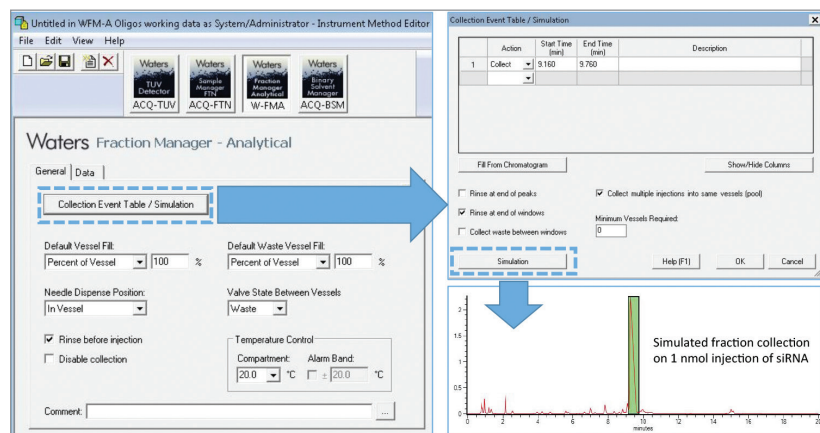 Untitled in WFM-A Oligos working data as System/Administrator - Instrument Method Editor
File Edit View Help
Waters TUV Detector
ACQ-TUV
Waters Sample Manager FTN
ACQ-FTN
Waters Fraction Manager Analytical
W-FMA
Waters Binary Solvent Manager
ACQ-BSM
Waters Fraction Manager - Analytical
General Data
Collection Event Table / Simulation
Default Vessel Fill: Default Waste Vessel Fill:
Percent of Vessel 100 % Percent of Vessel 100 %
Needle Dispense Position: Valve State Between Vessels
In Vessel Waste
Rinse before injection
Disable collection
Temperature Control
Compartment: Alarm Band:
20.0 °C ± 20.0 °C
Comment: ...
Collection Event Table / Simulation
Action Start Time (min) End Time (min) Description
1 Collect 9.160 9.760
Fill From Chromatogram Show/Hide Columns
Rinse at end of peaks Collect multiple injections into same vessels (pool)
Rinse at end of windows
Minimum Vessels Required:
Collect waste between windows 0
Simulation Help (F1) OK Cancel
Simulated fraction collection
on 1 nmol injection of siRNA
2
1.5
1
0.5
0
0 2 4 6 8 10 12 14 16 18 20
minutes